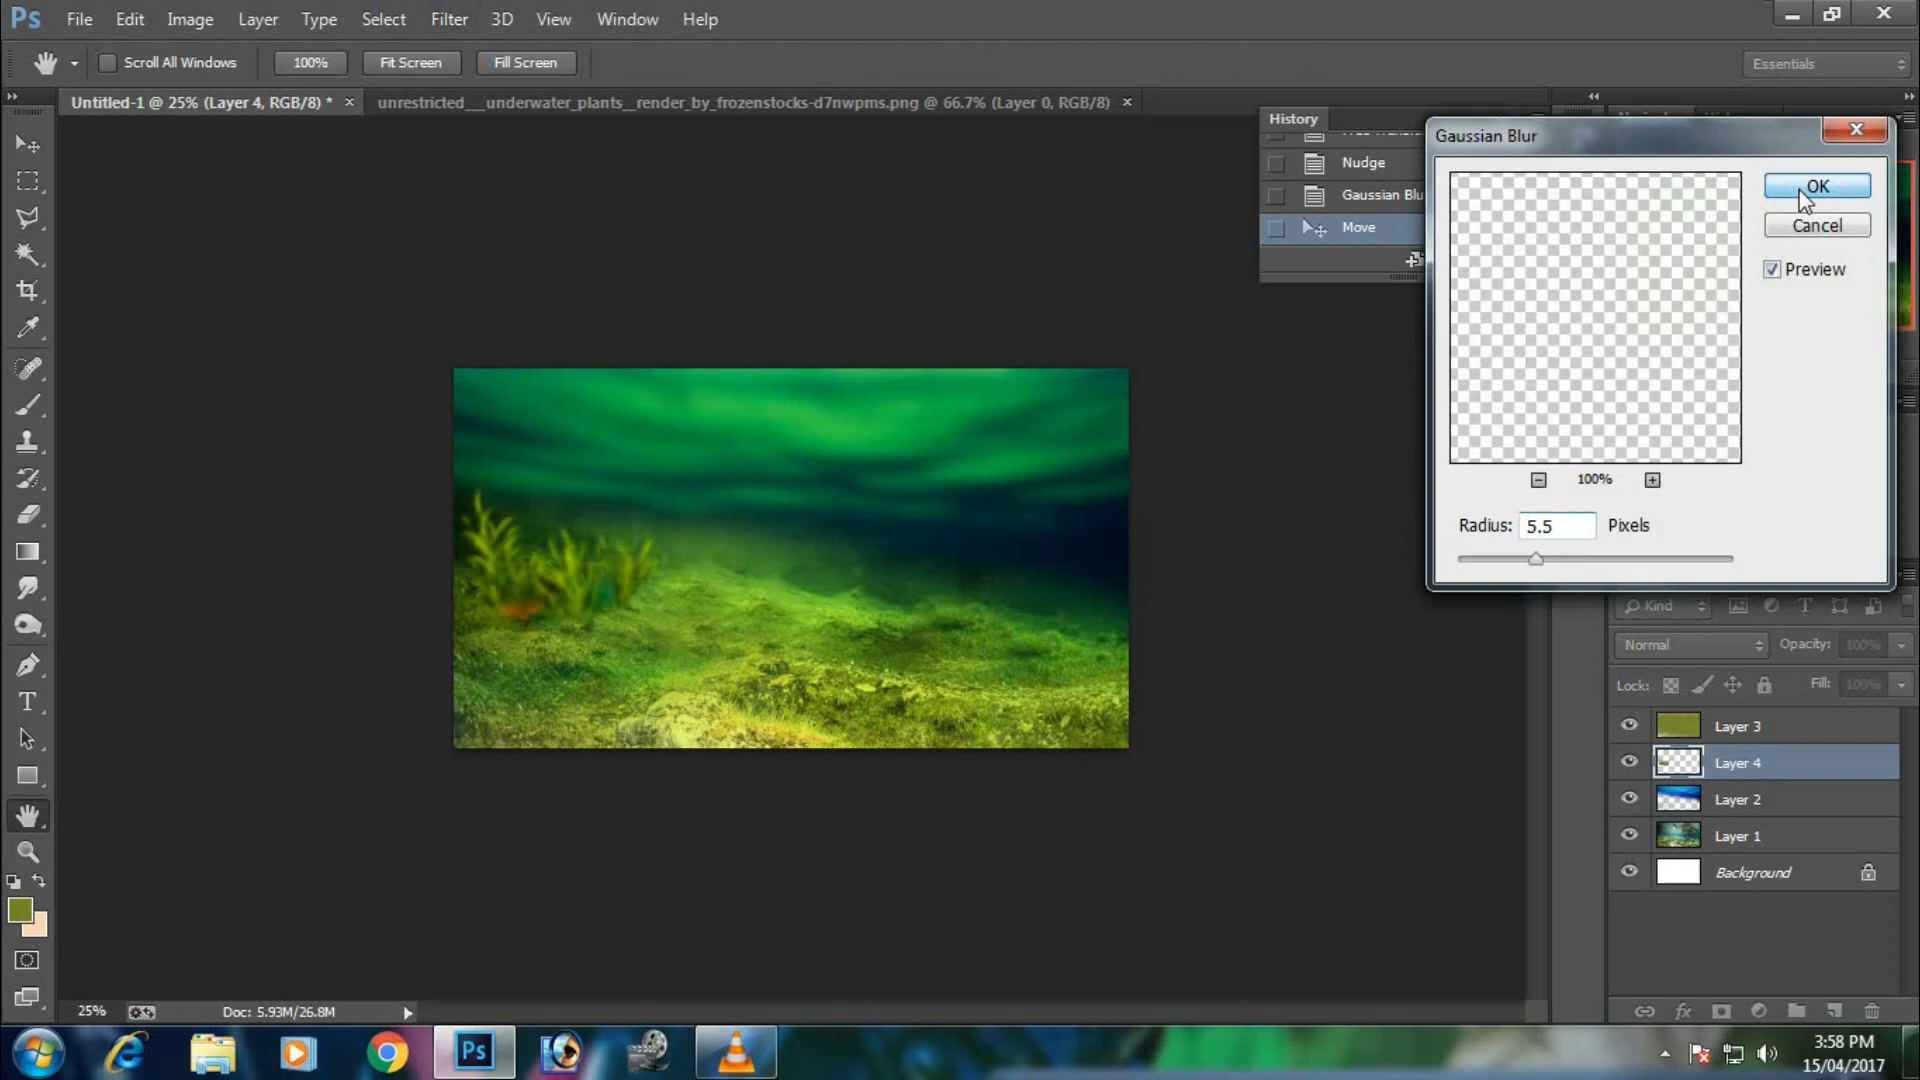 Ps File Edit Image Layer Type Select Filter 3D View Window Help
Scroll All Windows 100% Fit Screen Fill Screen Essentials
Untitled-1 @ 25% (Layer 4, RGB/8) * × unrestricted__underwater_plants__render_by_frozenstocks-d7nwpms.png @ 66.7% (Layer 0, RGB/8) ×
History
Nudge
Gaussian Blu
Move
Gaussian Blur
OK
Cancel
Preview
100%
Radius: 5.5 Pixels
Kind
Normal Opacity: 100%
Lock: Fill: 100%
Layer 3
Layer 4
Layer 2
Layer 1
Background
25% Doc: 5.93M/26.8M
Ps
3:58 PM
15/04/2017